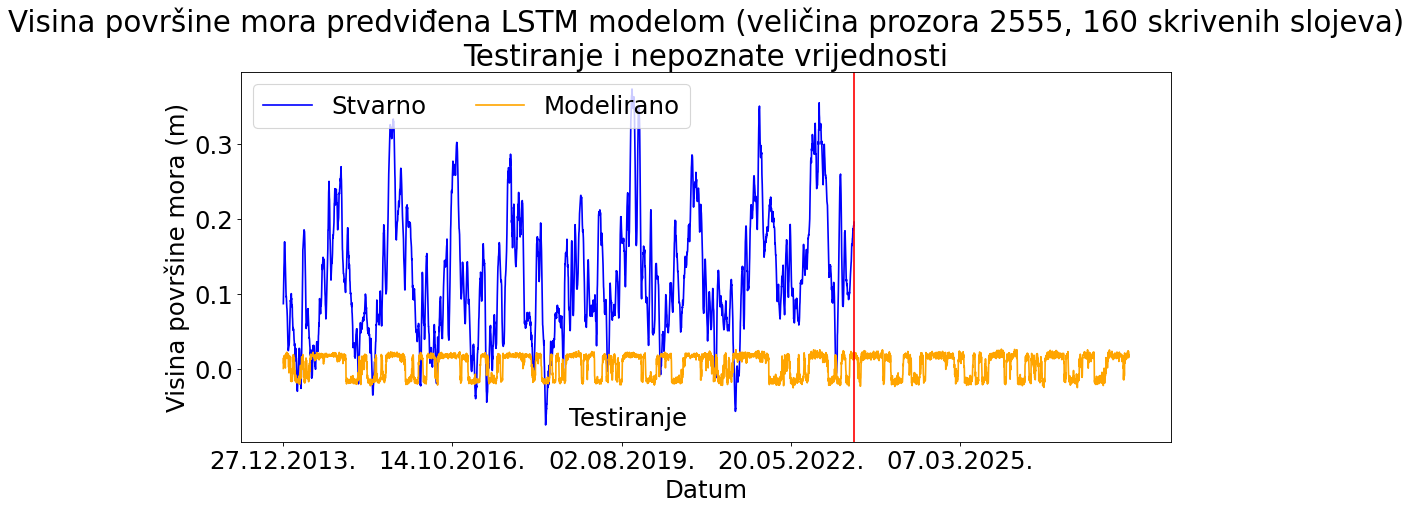 Visina površine mora predviđena LSTM modelom (veličina prozora 2555, 160 skrivenih slojeva)
Testiranje i nepoznate vrijednosti
Stvarno Modelirano
Visina površine mora (m)
0.3
0.2
0.1
0.0
Testiranje
27.12.2013. 14.10.2016. 02.08.2019. 20.05.2022. 07.03.2025.
Datum